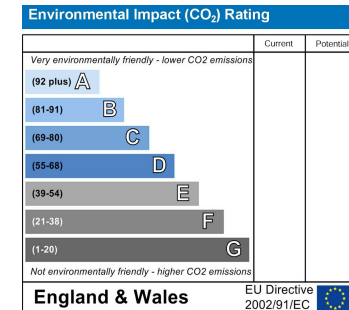 Environmental Impact (CO₂) Rating
Current Potential
Very environmentally friendly - lower CO2 emissions
(92 plus) A
(81-91) B
(69-80) C
(55-68) D
(39-54) E
(21-38) F
(1-20) G
Not environmentally friendly - higher CO2 emissions
England & Wales
EU Directive
2002/91/EC